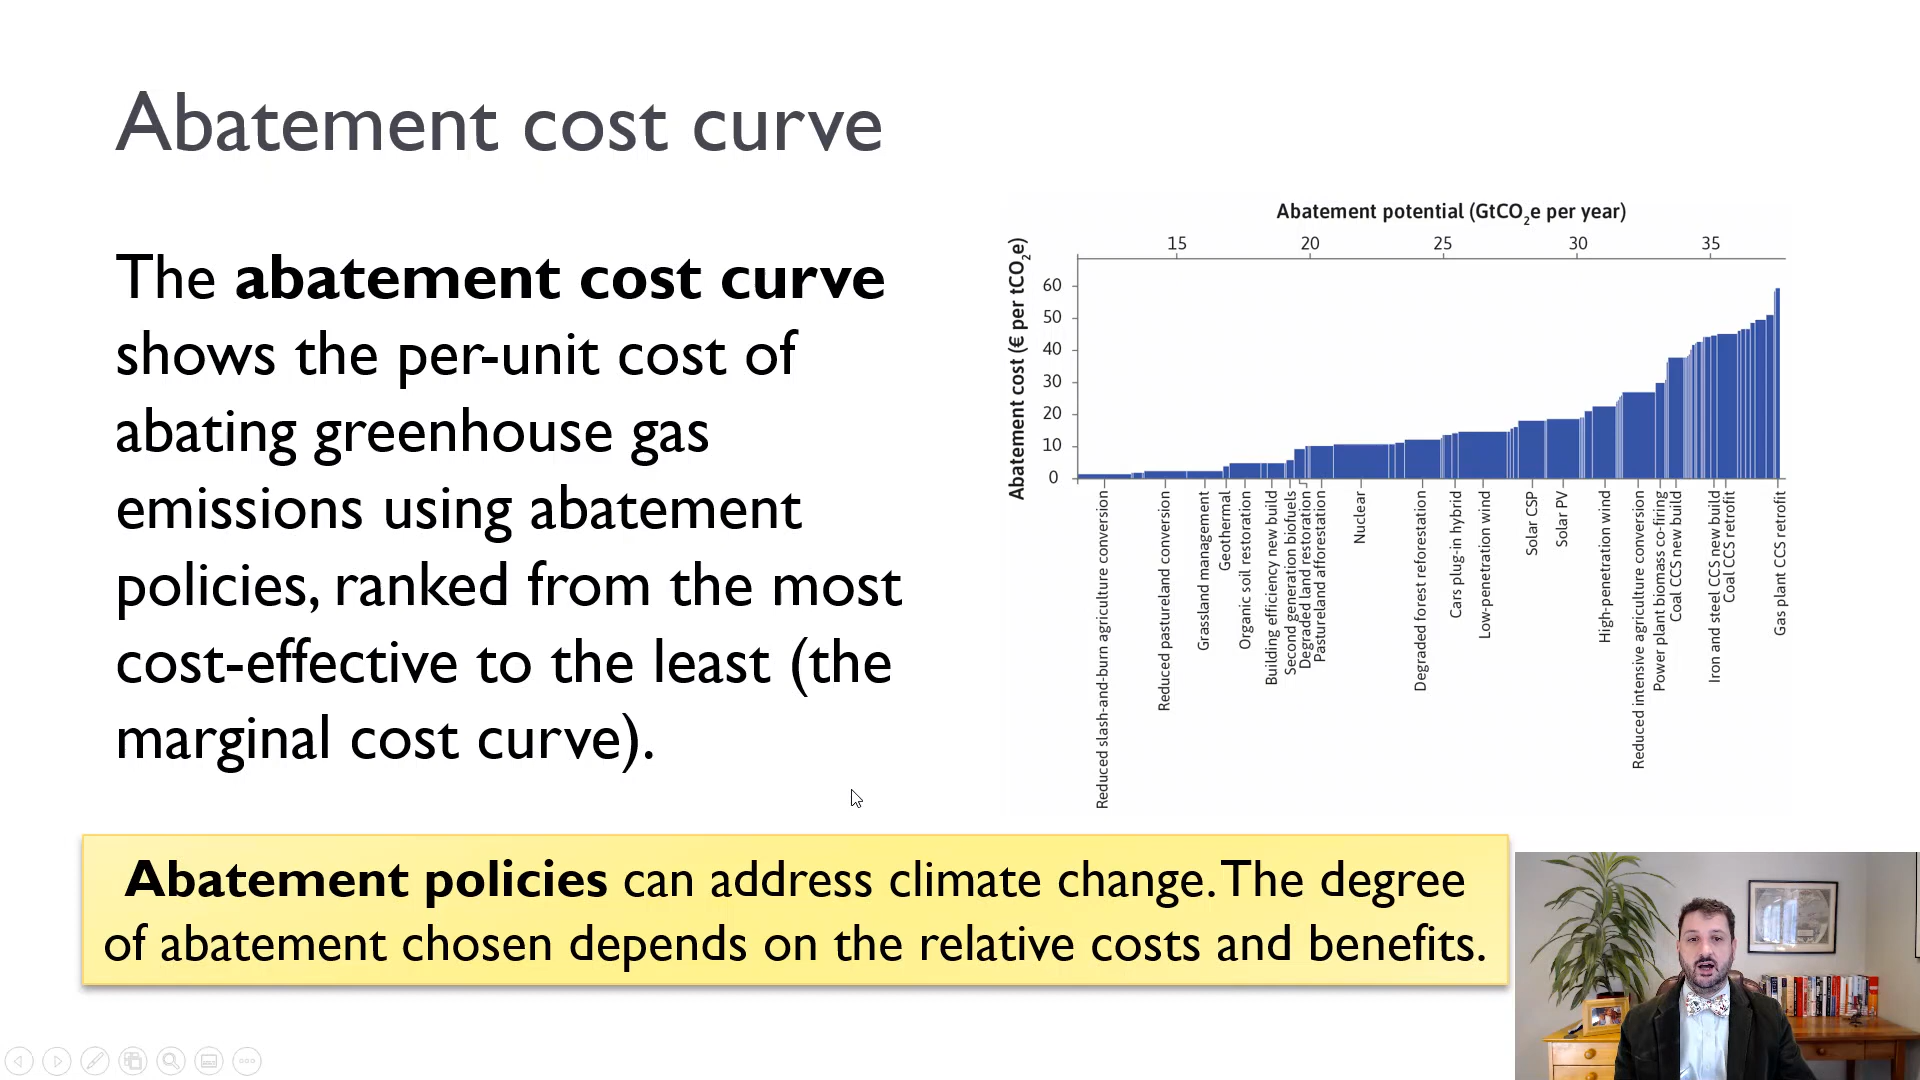 Abatement cost curve
The abatement cost curve
shows the per-unit cost of
abating greenhouse gas
emissions using abatement
policies, ranked from the most
cost-effective to the least (the
marginal cost curve).
Abatement potential (GtCO2e per year)
15 20 25 30 35
Abatement cost (€ per tCO2e)
60
50
40
30
20
10
0
Reduced slash-and-burn agriculture conversion
Reduced pastureland conversion
Grassland management
Geothermal
Organic soil restoration
Building efficiency new build
Second generation biofuels
Degraded land restoration
Pastureland afforestation
Nuclear
Degraded forest reforestation
Cars plug-in hybrid
Low-penetration wind
Solar CSP
Solar PV
High-penetration wind
Reduced intensive agriculture conversion
Power plant biomass co-firing
Coal CCS new build
Iron and steel CCS new build
Coal CCS retrofit
Gas plant CCS retrofit
Abatement policies can address climate change. The degree
of abatement chosen depends on the relative costs and benefits.